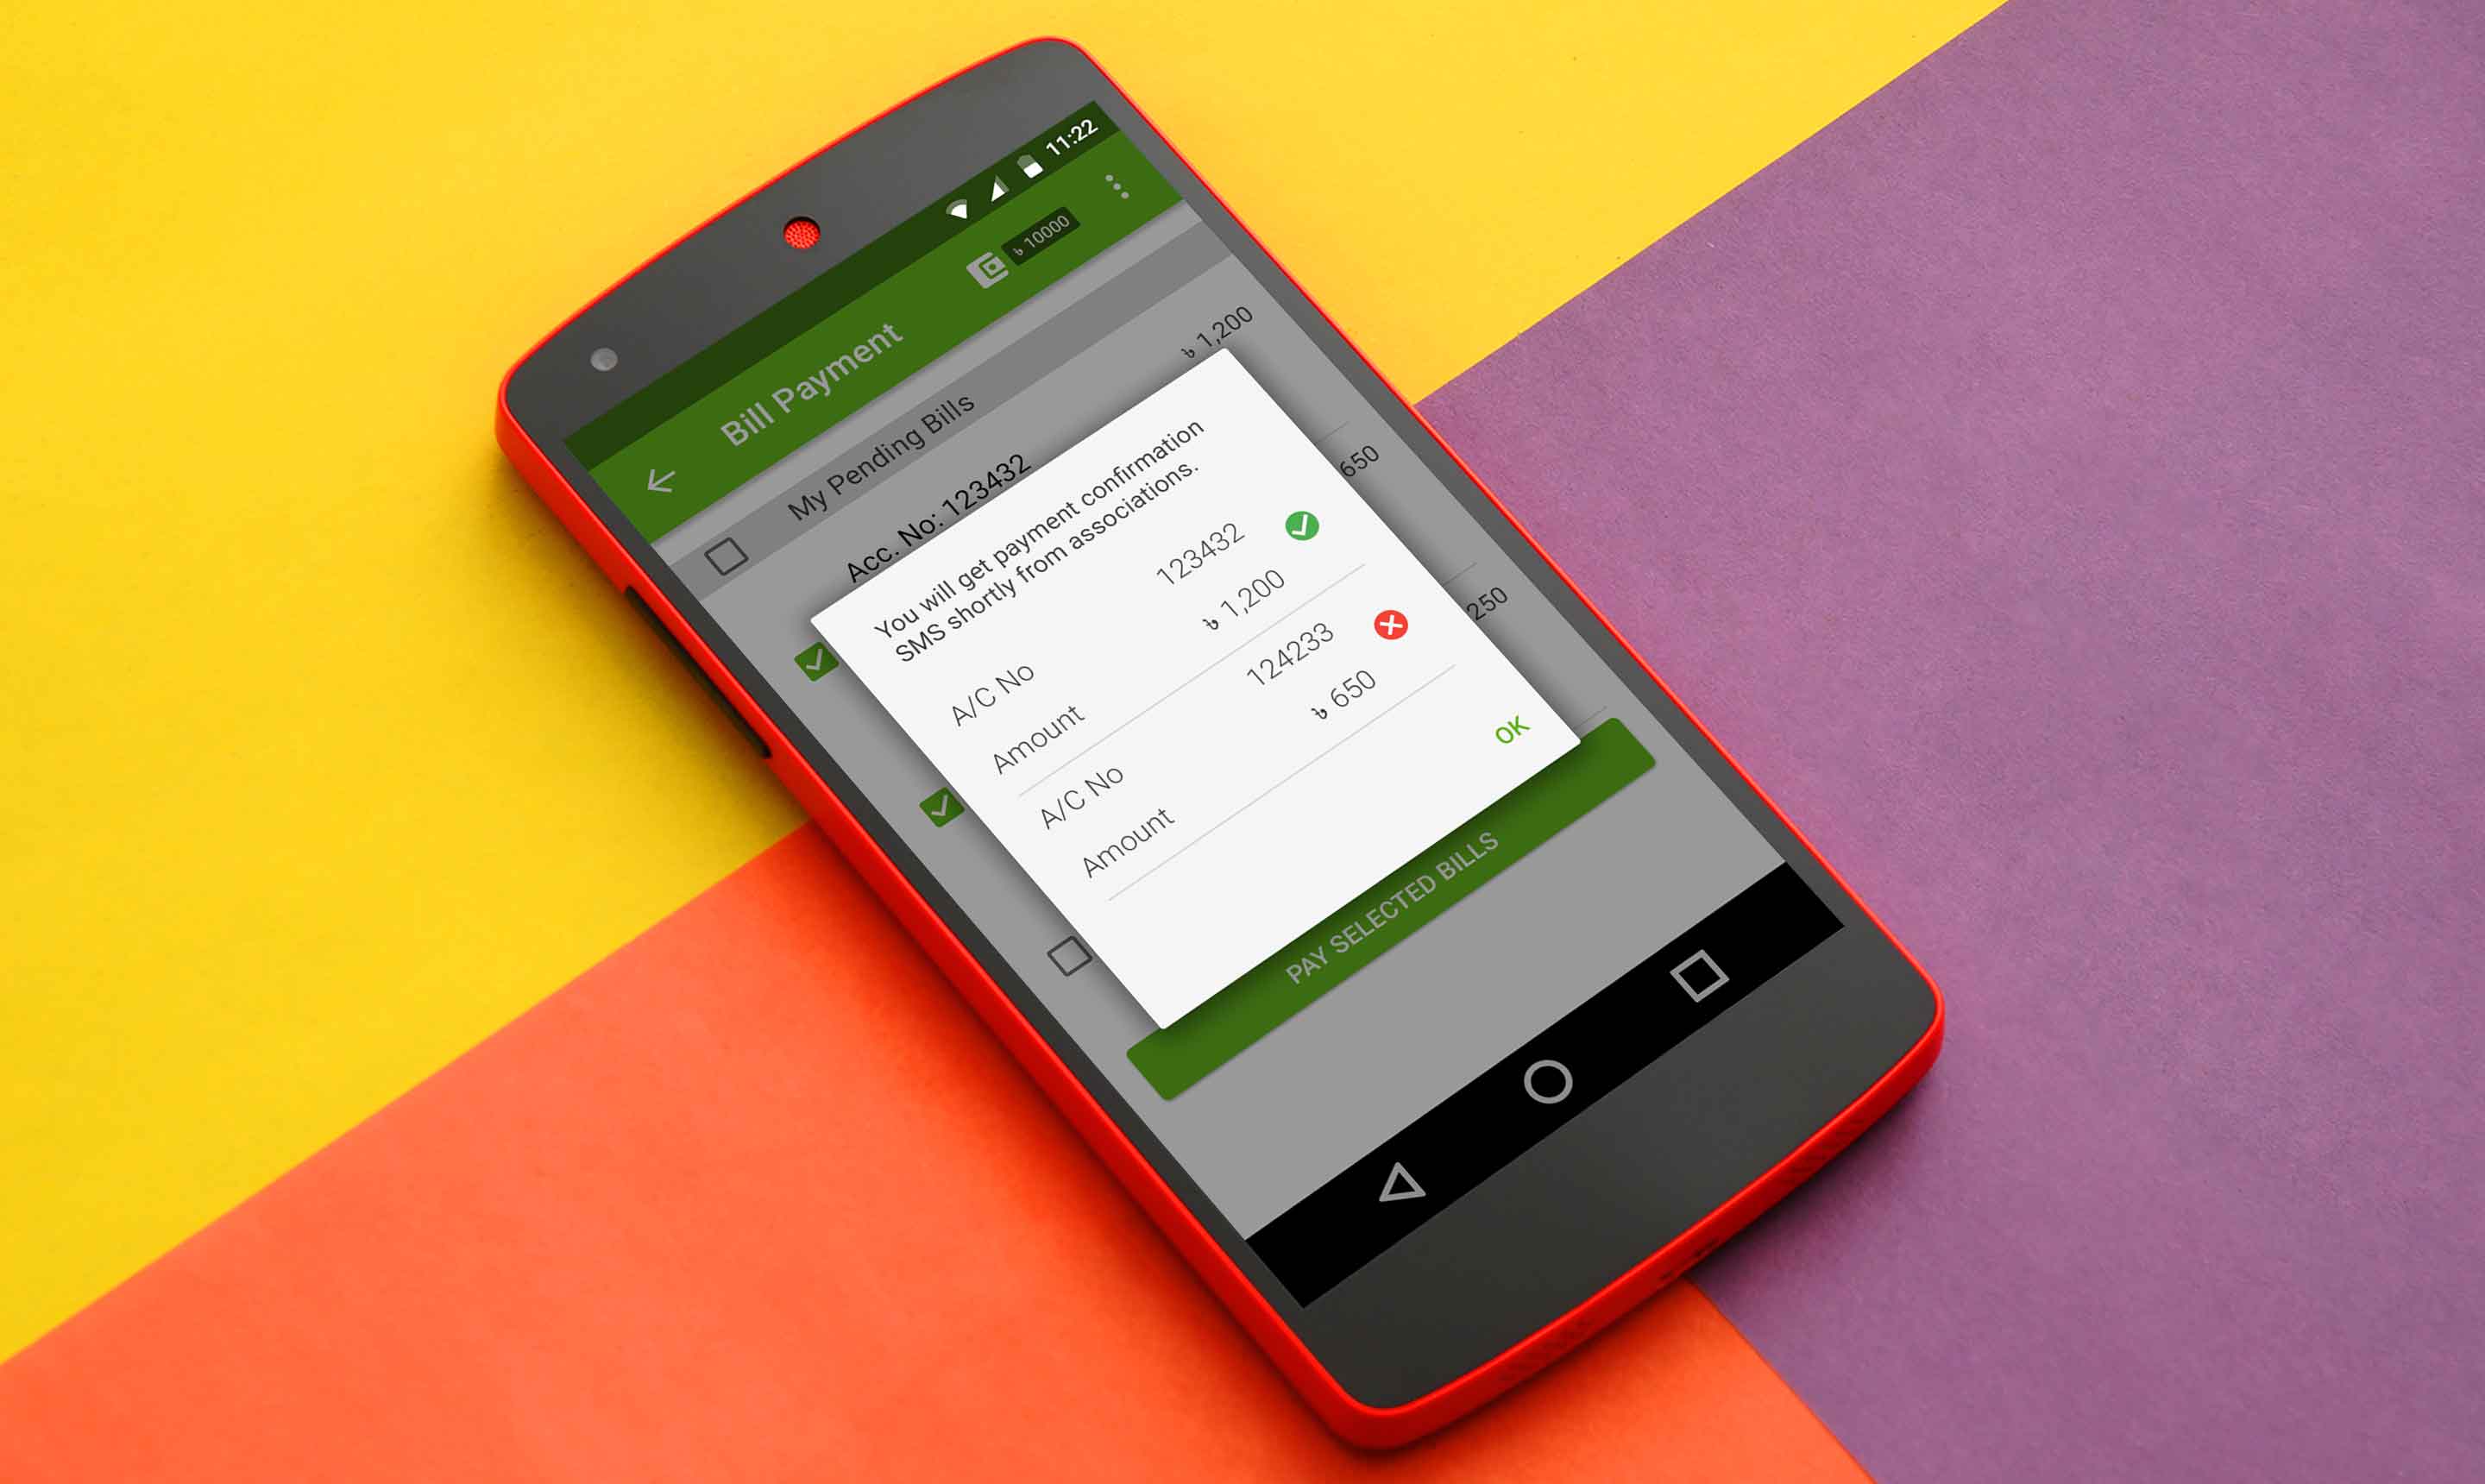 11:22
Bill Payment
৳ 10000
My Pending Bills
Acc. No: 123432
৳ 1,200
650
250
You will get payment confirmation
SMS shortly from associations.
A/C No 123432
Amount ৳ 1,200
A/C No 124233
Amount ৳ 650
OK
PAY SELECTED BILLS